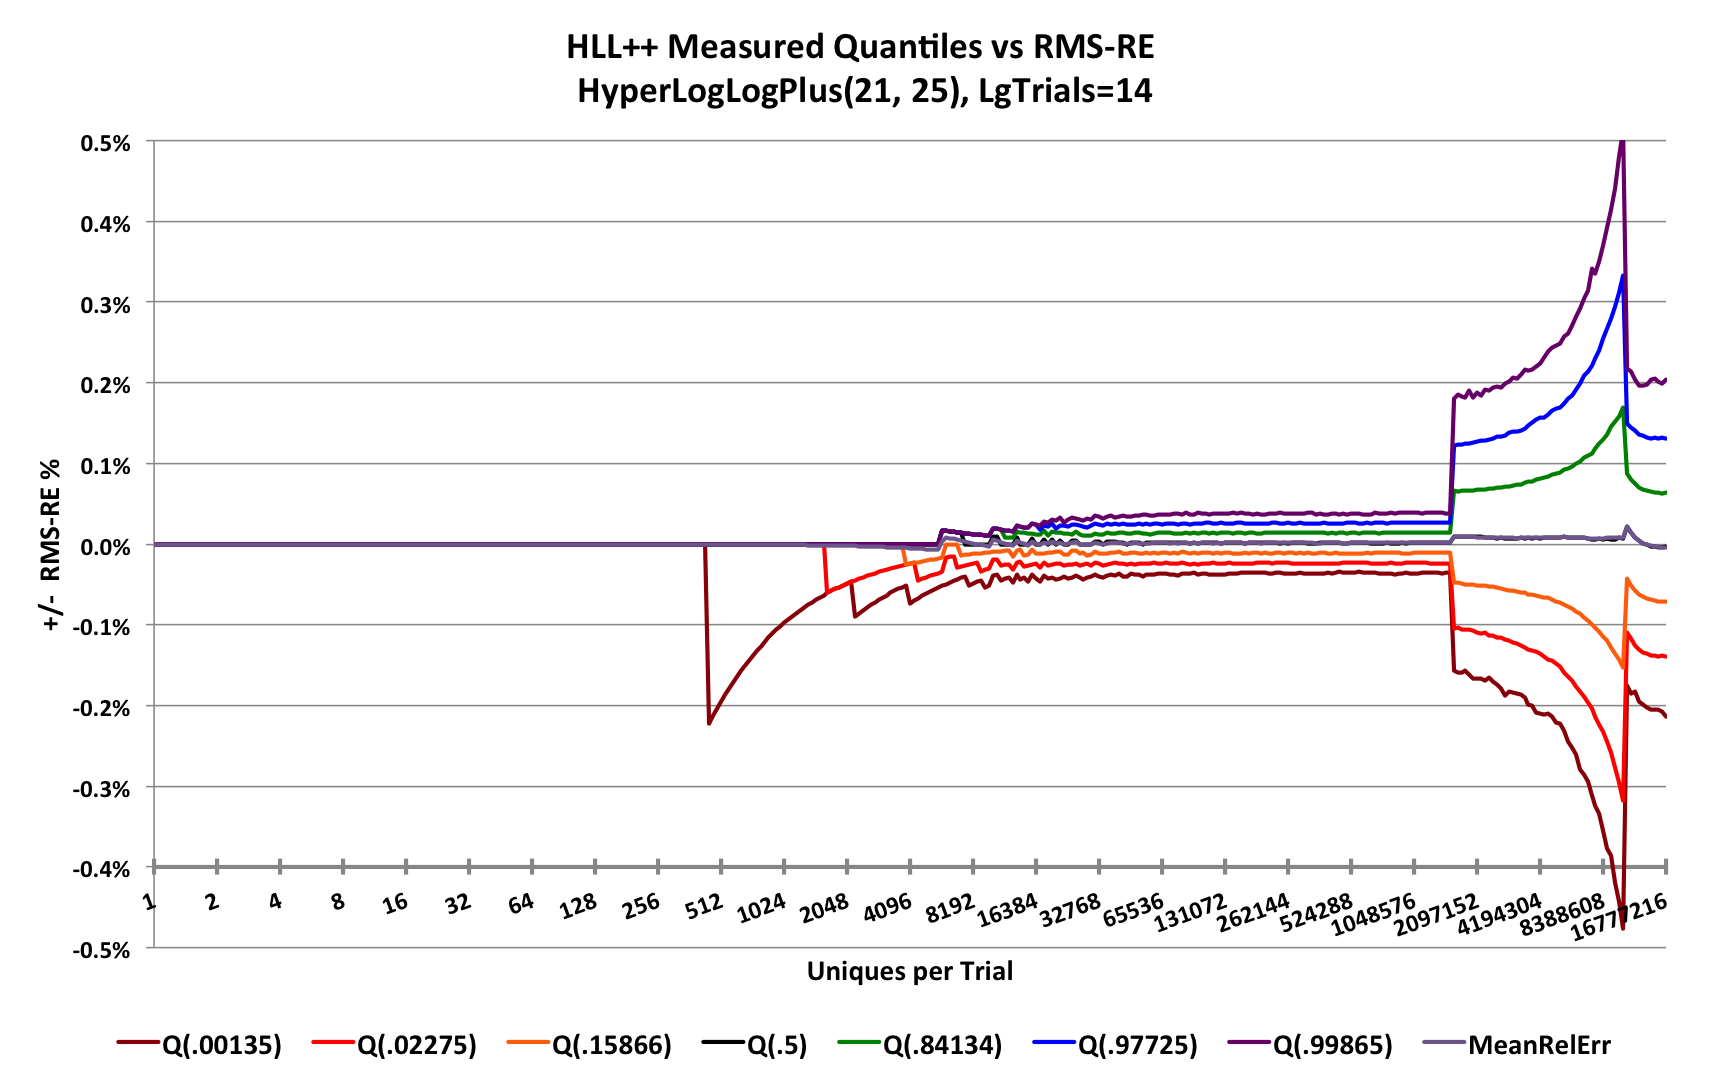 HLL++ Measured Quantiles vs RMS-RE
HyperLogLogPlus(21, 25), LgTrials=14
+/- RMS-RE %
0.5%
0.4%
0.3%
0.2%
0.1%
0.0%
-0.1%
-0.2%
-0.3%
-0.4%
-0.5%
1 2 4 8 16 32 64 128 256 512 1024 2048 4096 8192 16384 32768 65536 131072 262144 524288 1048576 2097152 4194304 8388608 16777216
Uniques per Trial
Q(.00135) Q(.02275) Q(.15866) Q(.5) Q(.84134) Q(.97725) Q(.99865) MeanRelErr